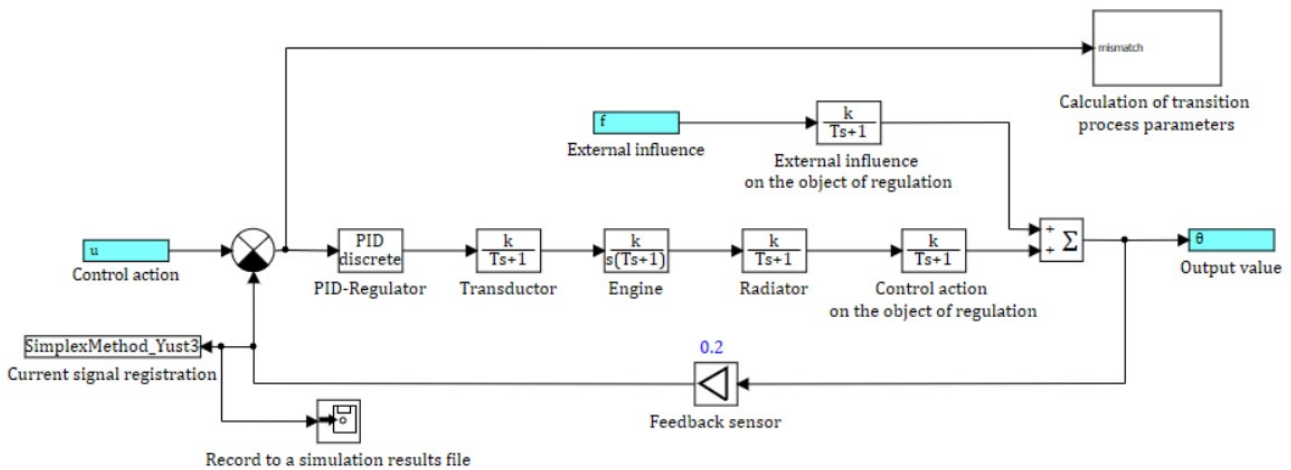 mismatch
Calculation of transition
process parameters
f
External influence
k
Ts+1
External influence
on the object of regulation
u
Control action
PID
discrete
PID-Regulator
k
Ts+1
Transductor
k
s(Ts+1)
Engine
k
Ts+1
Radiator
k
Ts+1
Control action
on the object of regulation
+
+
Σ
θ
Output value
SimplexMethod_Yust3
Current signal registration
0.2
Feedback sensor
Record to a simulation results file